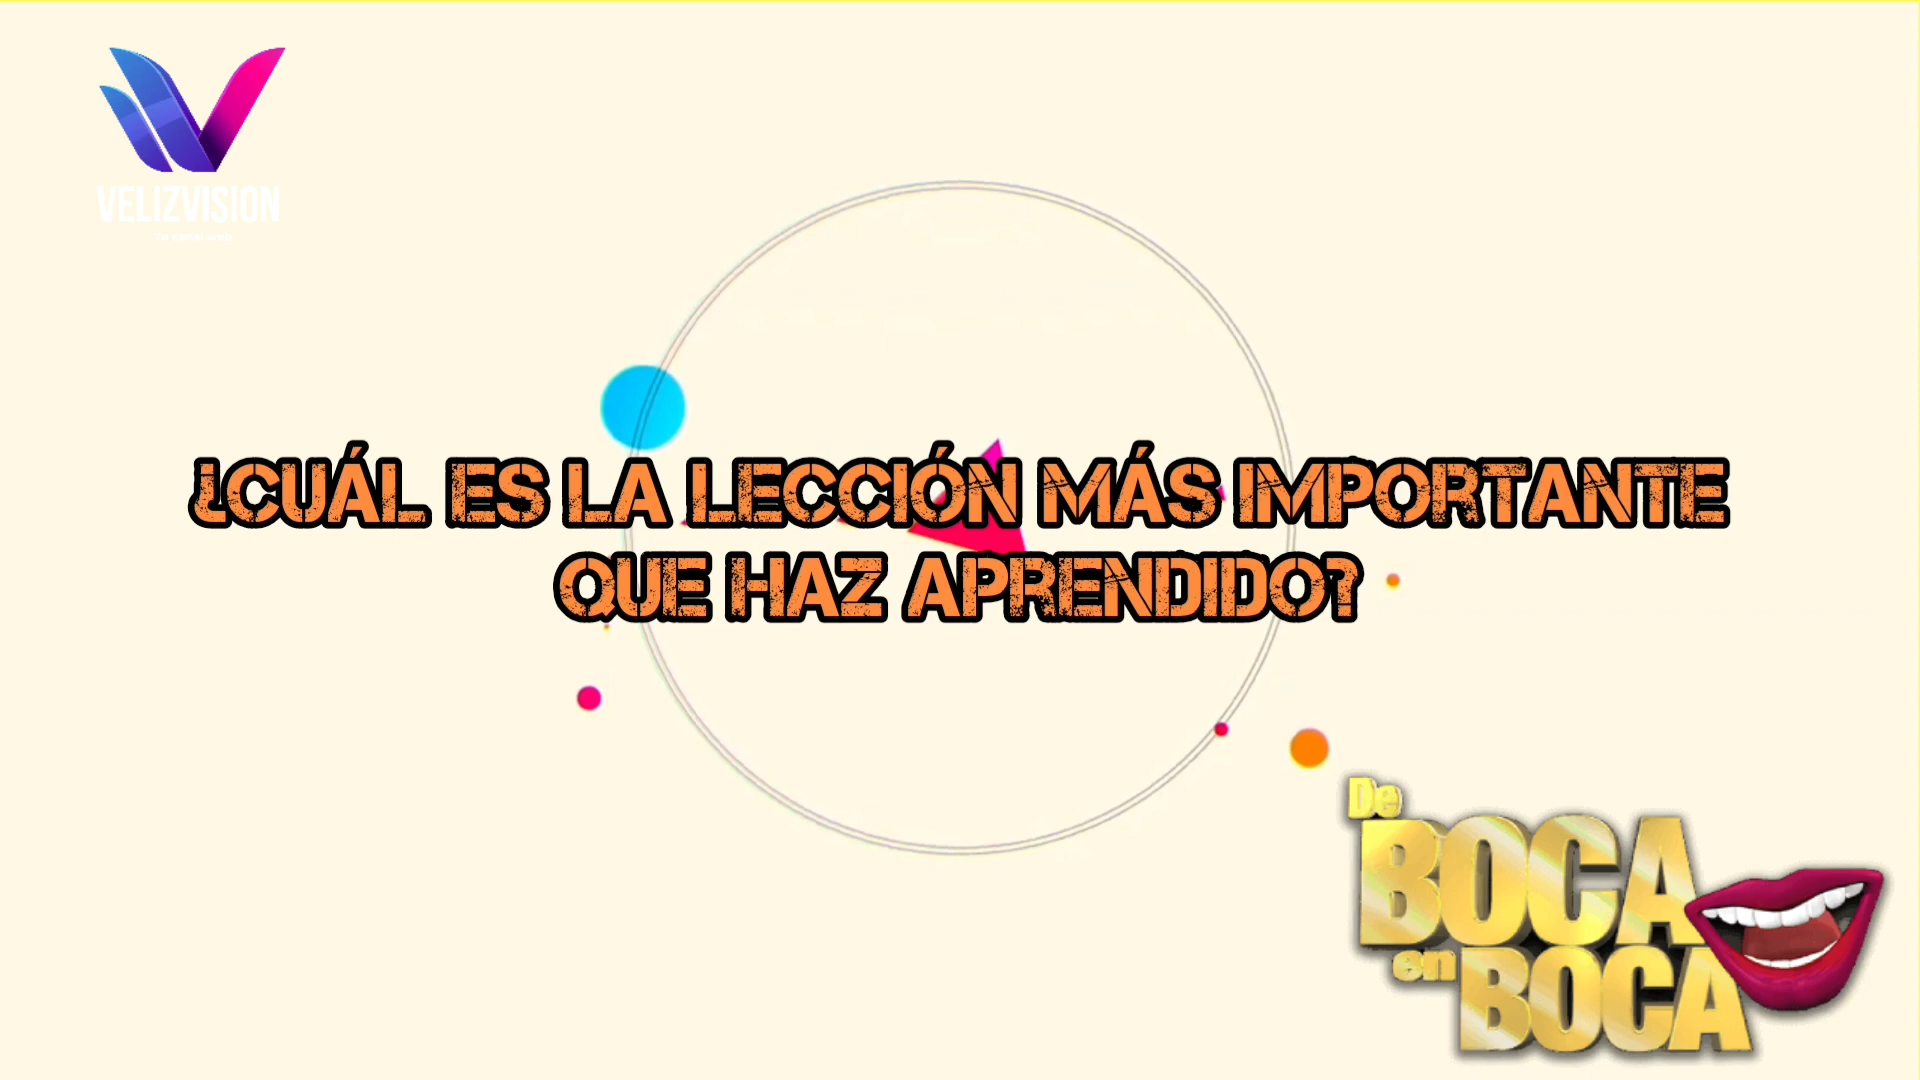 VELIZVISION
¿CUÁL ES LA LECCIÓN MÁS IMPORTANTE
QUE HAZ APRENDIDO?
De
BOCA
en
BOCA